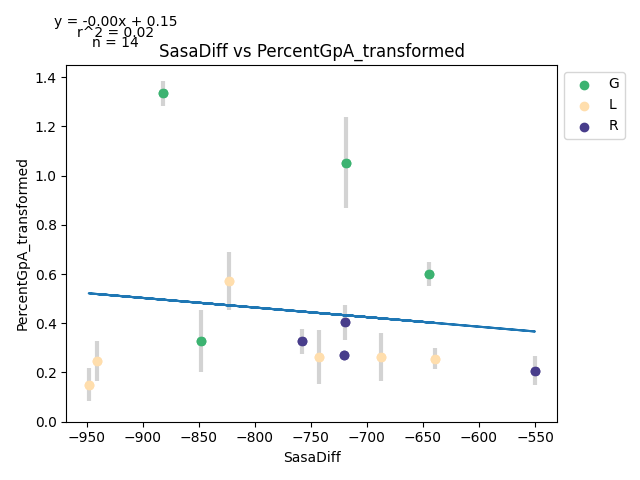 y = -0.00x + 0.15
r^2 = 0.02
n = 14
SasaDiff vs PercentGpA_transformed
G
L
R
PercentGpA_transformed
1.4
1.2
1.0
0.8
0.6
0.4
0.2
0.0
−950 −900 −850 −800 −750 −700 −650 −600 −550
SasaDiff